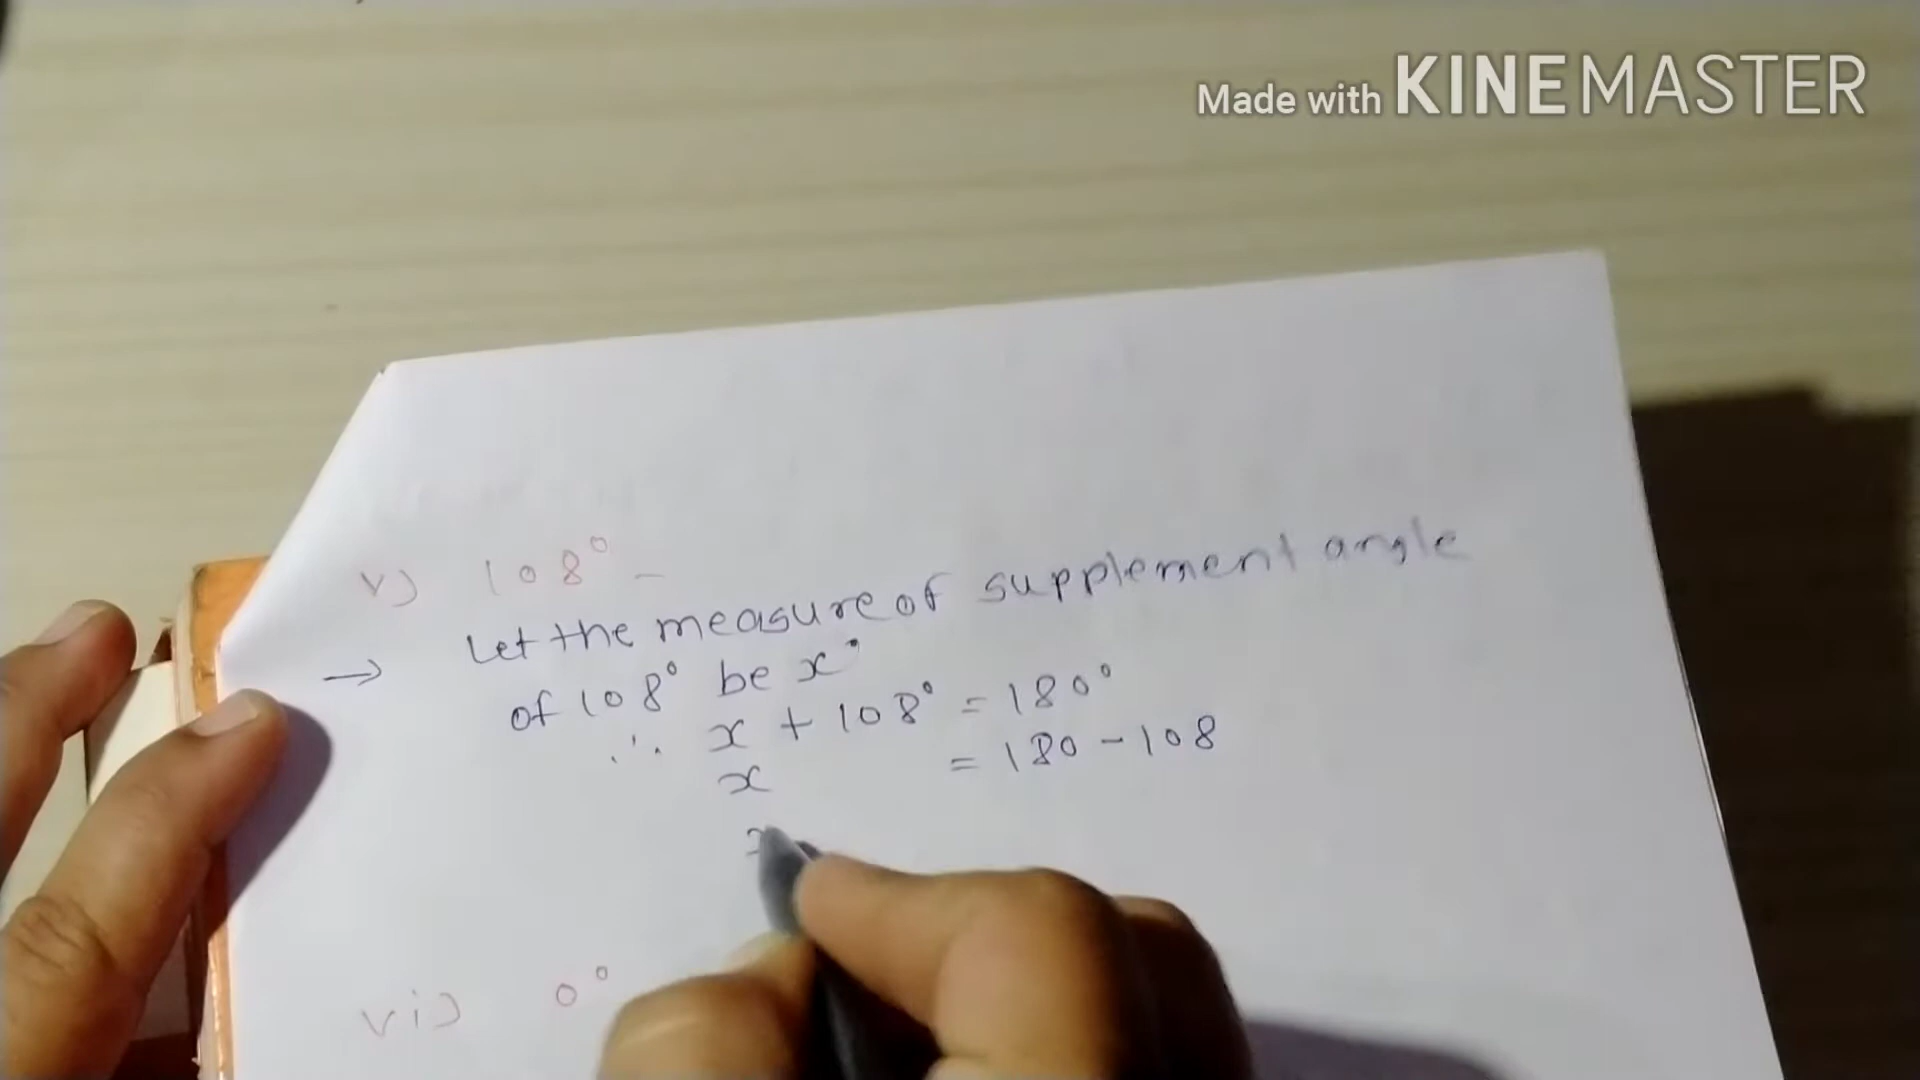 Made with KINEMASTER
v) 108° -
→ Let the measure of supplement angle
of 108° be x°
∴ x + 108° = 180°
x = 180 - 108
vi) 0°